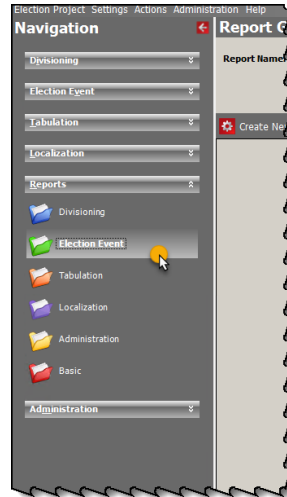 Election Project Settings Actions Administration Help
Navigation
Report
Divisioning
Report Name
Election Event
Tabulation
Create New
Localization
Reports
Divisioning
Election Event
Tabulation
Localization
Administration
Basic
Administration